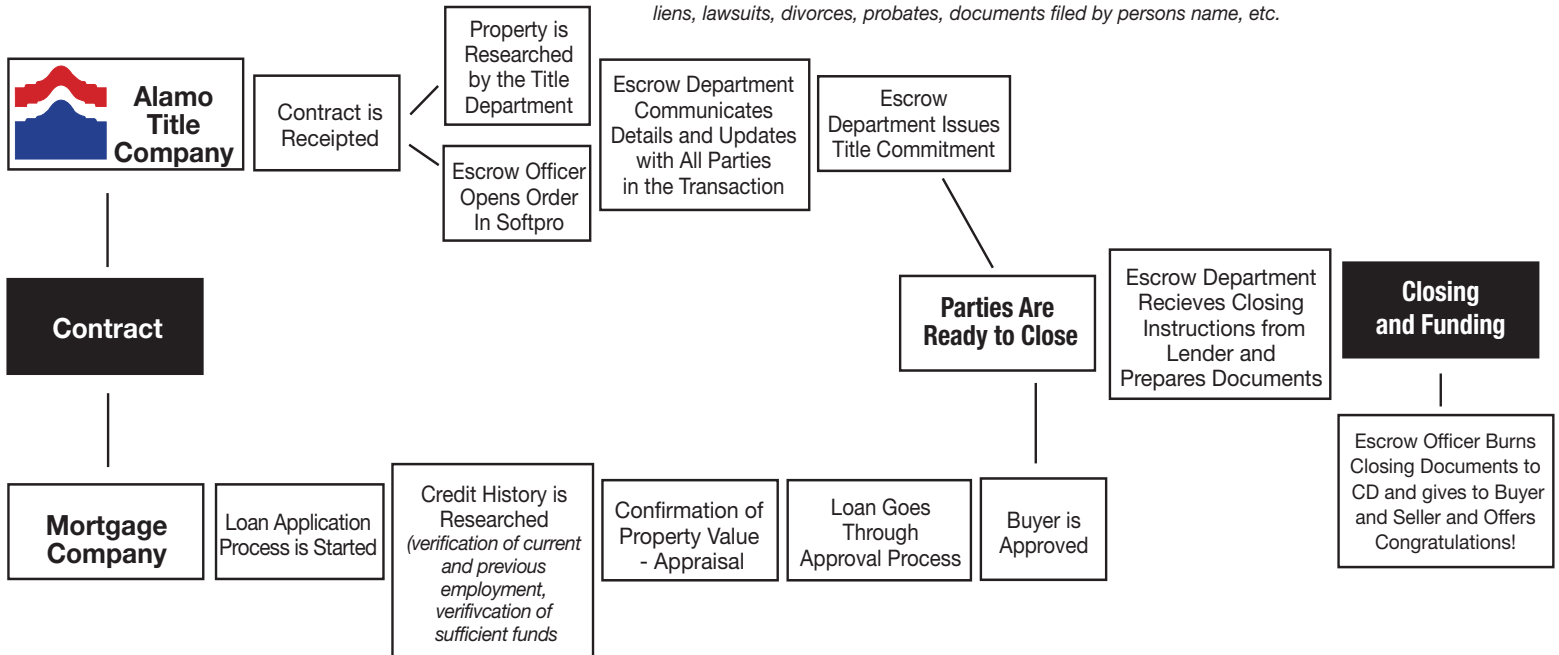 liens, lawsuits, divorces, probates, documents filed by persons name, etc.
Alamo
Title
Company
Contract is
Receipted
Property is
Researched
by the Title
Department
Escrow Officer
Opens Order
In Softpro
Escrow Department
Communicates
Details and Updates
with All Parties
in the Transaction
Escrow
Department Issues
Title Commitment
Contract
Parties Are
Ready to Close
Escrow Department
Recieves Closing
Instructions from
Lender and
Prepares Documents
Closing
and Funding
Mortgage
Company
Loan Application
Process is Started
Credit History is
Researched
(verification of current
and previous
employment,
verifivcation of
sufficient funds
Confirmation of
Property Value
- Appraisal
Loan Goes
Through
Approval Process
Buyer is
Approved
Escrow Officer Burns
Closing Documents to
CD and gives to Buyer
and Seller and Offers
Congratulations!